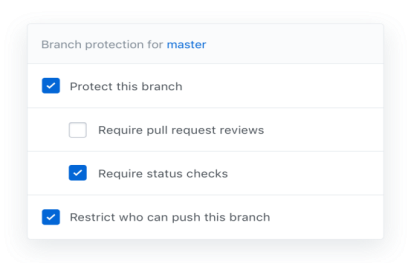 Branch protection for master
Protect this branch
Require pull request reviews
Require status checks
Restrict who can push this branch